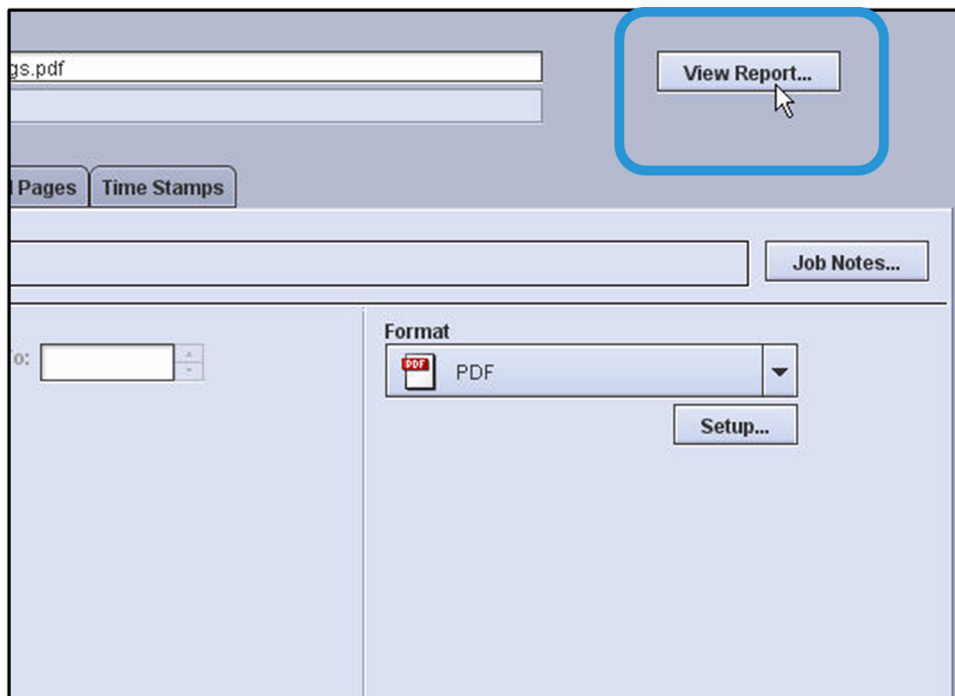 gs.pdf
View Report...
Pages
Time Stamps
Job Notes...
Format
PDF
PDF
Setup...